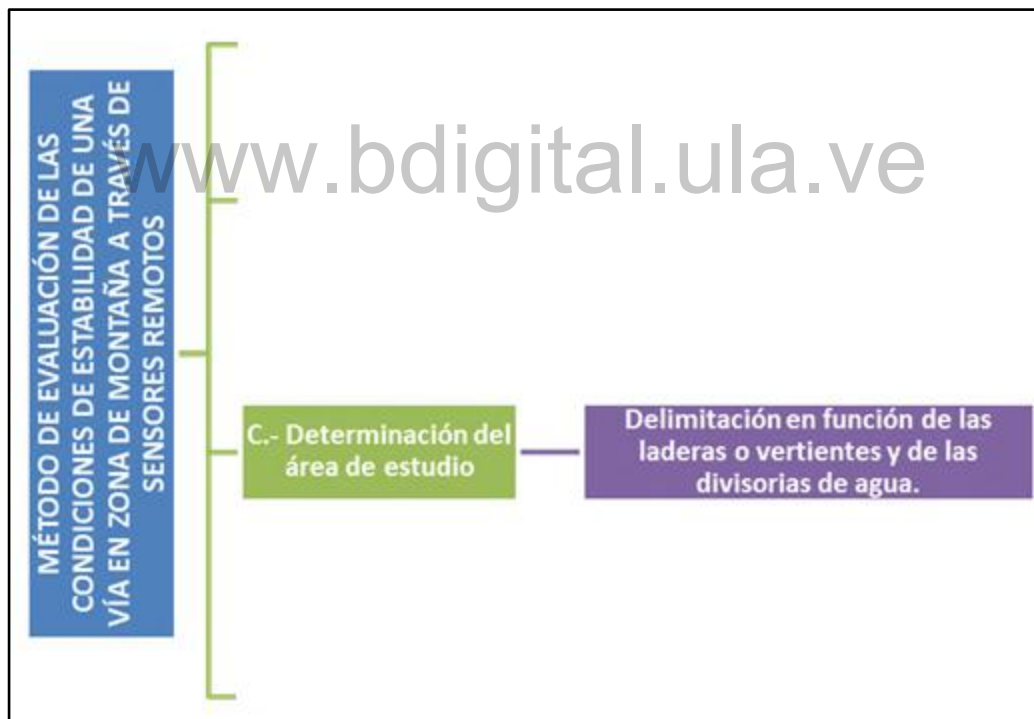 MÉTODO DE EVALUACIÓN DE LAS
CONDICIONES DE ESTABILIDAD DE UNA
VÍA EN ZONA DE MONTAÑA A TRAVÉS DE
SENSORES REMOTOS
www.bdigital.ula.ve
C.- Determinación del
área de estudio
Delimitación en función de las
laderas o vertientes y de las
divisorias de agua.